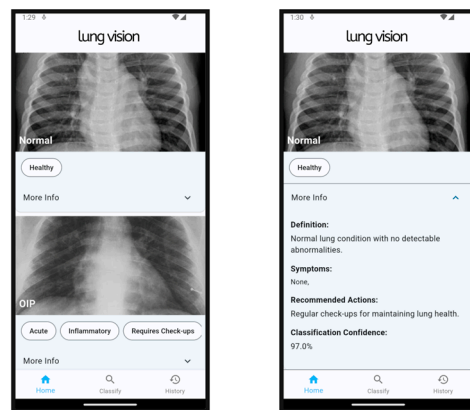 1:29
lung vision
Normal
Healthy
More Info
OIP
Acute
Inflammatory
Requires Check-ups
More Info
Home
Classify
History
1:30
lung vision
Normal
Healthy
More Info
Definition:
Normal lung condition with no detectable
abnormalities.
Symptoms:
None,
Recommended Actions:
Regular check-ups for maintaining lung health.
Classification Confidence:
97.0%
Home
Classify
History